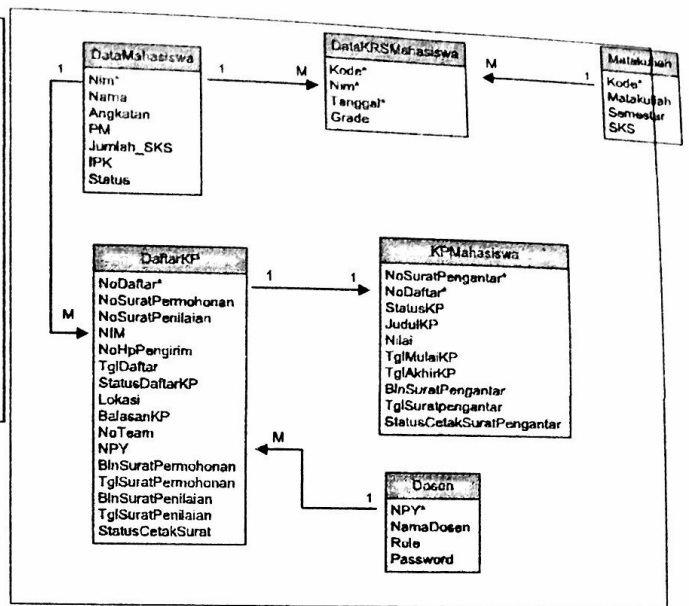 DataMahasiswa
Nim*
Nama
Angkatan
PM
Jumlah_SKS
IPK
Status
1
1
M
DataKRSMahasiswa
Kode*
Nim*
Tanggal*
Grade
M
1
Matakuliah
Kode*
Matakuliah
Semester
SKS
M
DaftarKP
NoDaftar*
NoSuratPermohonan
NoSuratPenilaian
NIM
NoHpPengirim
TglDaftar
StatusDaftarKP
Lokasi
BalasanKP
NoTeam
NPY
BlnSuratPermohonan
TglSuratPermohonan
BlnSuratPenilaian
TglSuratPenilaian
StatusCetakSurat
1
1
KPMahasiswa
NoSuratPengantar*
NoDaftar*
StatusKP
JudulKP
Nilai
TglMulaiKP
TglAkhirKP
BlnSuratPengantar
TglSuratpengantar
StatusCetakSuratPengantar
M
1
Dosen
NPY*
NamaDosen
Role
Password